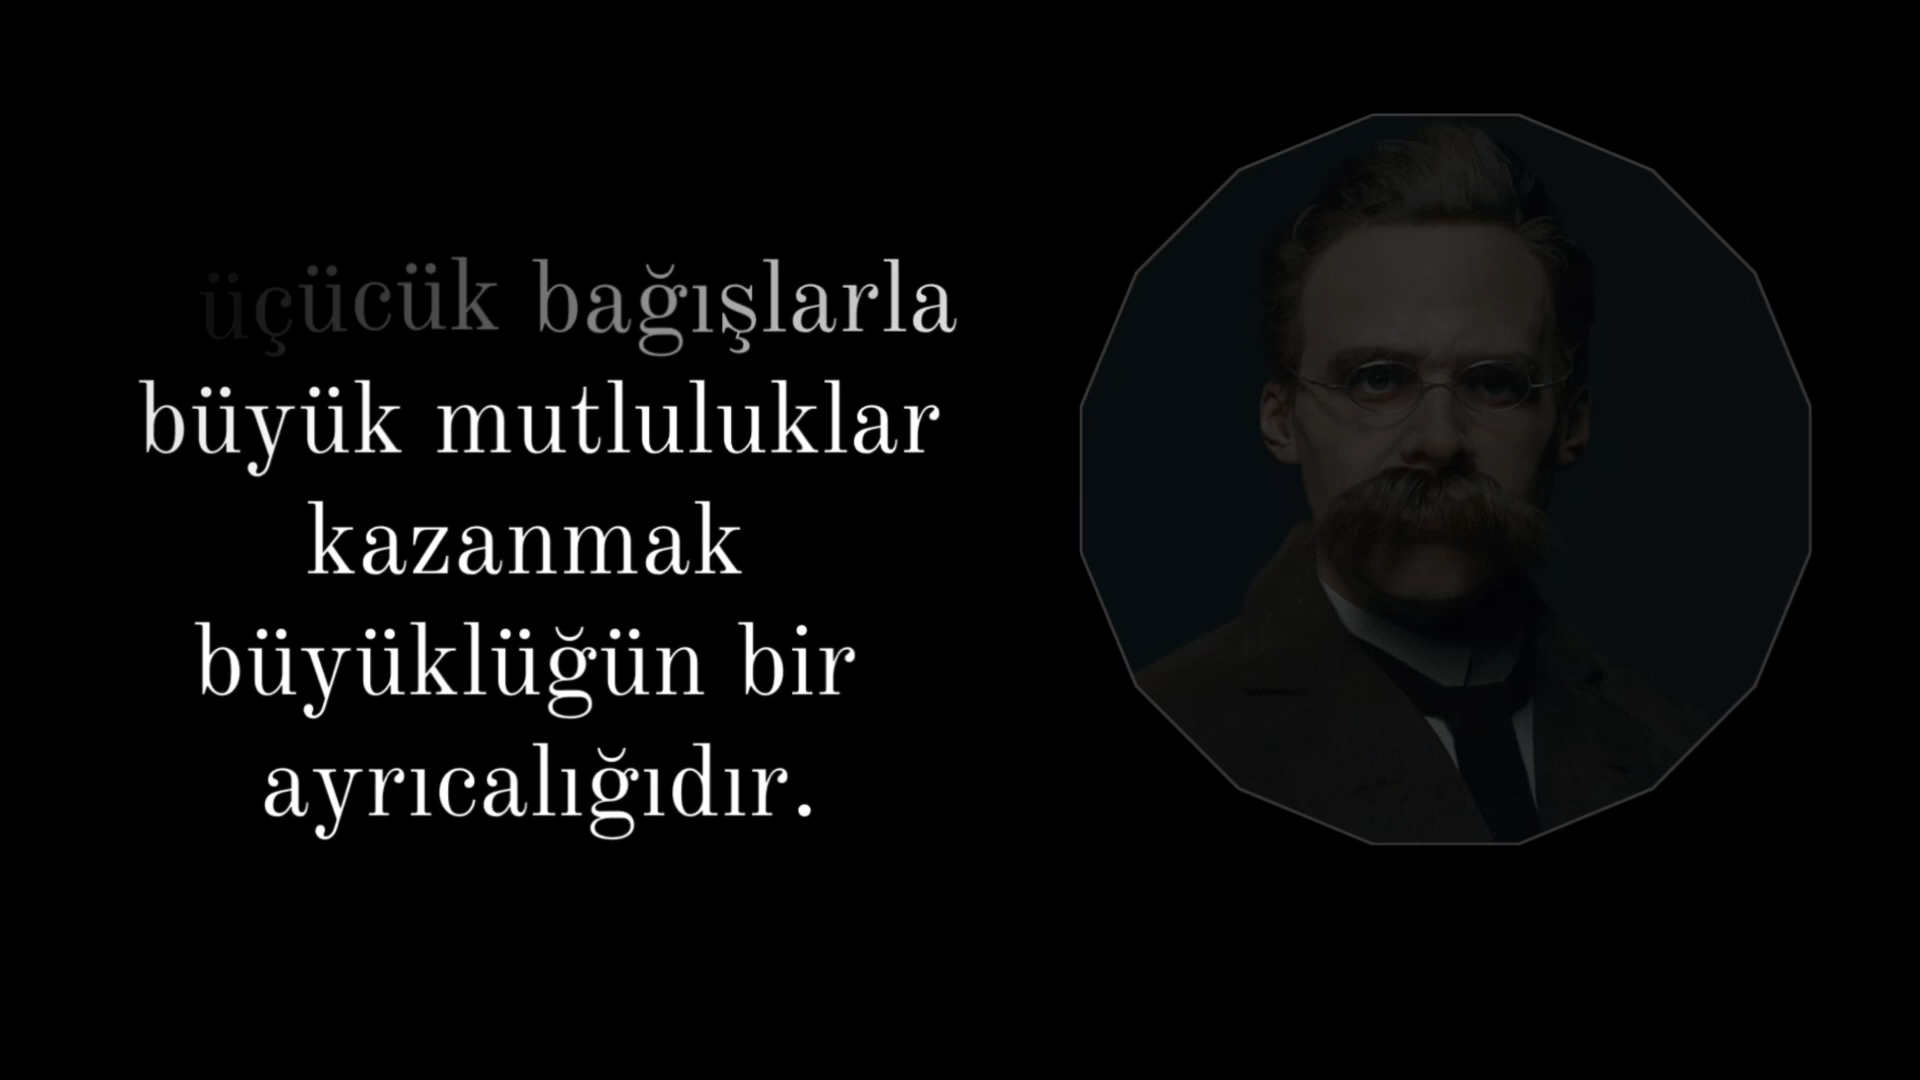 üçücük bağışlarla
büyük mutluluklar
kazanmak
büyüklüğün bir
ayrıcalığıdır.